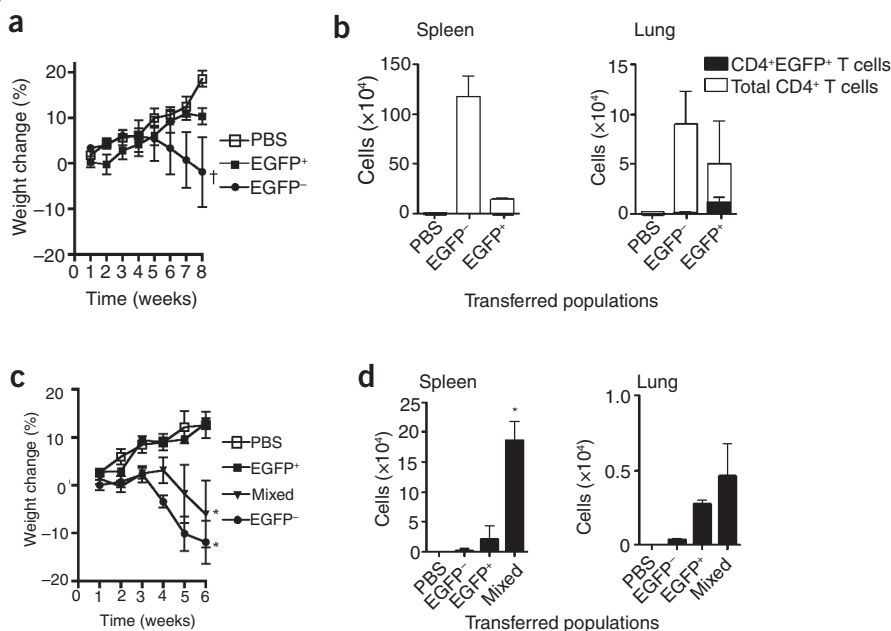 a
Weight change (%)
20
10
0
−10
−20
0 1 2 3 4 5 6 7 8
Time (weeks)
PBS
EGFP⁺
EGFP⁻
†
b
Spleen
Cells (×10⁴)
150
100
50
0
PBS
EGFP⁻
EGFP⁺
Lung
Cells (×10⁴)
15
10
5
0
PBS
EGFP⁻
EGFP⁺
CD4⁺EGFP⁺ T cells
Total CD4⁺ T cells
Transferred populations
c
Weight change (%)
20
10
0
−10
−20
0 1 2 3 4 5 6
Time (weeks)
PBS
EGFP⁺
Mixed
EGFP⁻
*
*
d
Spleen
Cells (×10⁴)
25
20
15
10
5
0
*
PBS
EGFP⁻
EGFP⁺
Mixed
Lung
Cells (×10⁴)
1.0
0.5
0
PBS
EGFP⁻
EGFP⁺
Mixed
Transferred populations